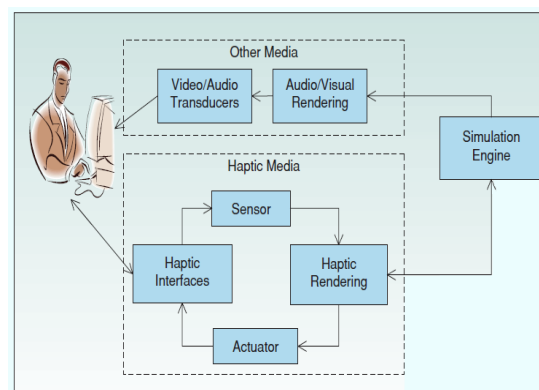 Other Media
Video/Audio
Transducers
Audio/Visual
Rendering
Simulation
Engine
Haptic Media
Sensor
Haptic
Interfaces
Haptic
Rendering
Actuator